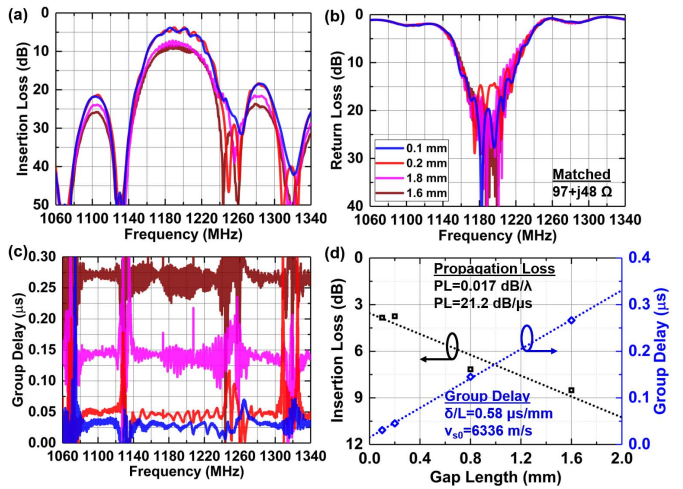 (a)
0
10
20
30
40
50
Insertion Loss (dB)
1060 1100 1140 1180 1220 1260 1300 1340
Frequency (MHz)
(b)
0
10
20
30
40
Return Loss (dB)
0.1 mm
0.2 mm
1.8 mm
1.6 mm
Matched
97+j48 Ω
1060 1100 1140 1180 1220 1260 1300 1340
Frequency (MHz)
(c)
0.30
0.25
0.20
0.15
0.10
0.05
0.00
Group Delay (µs)
1060 1100 1140 1180 1220 1260 1300 1340
Frequency (MHz)
(d)
0
3
6
9
12
Insertion Loss (dB)
Propagation Loss
PL=0.017 dB/λ
PL=21.2 dB/µs
Group Delay
δ/L=0.58 µs/mm
vs0=6336 m/s
0.4
0.3
0.2
0.1
0.0
Group Delay (µs)
0.0 0.4 0.8 1.2 1.6 2.0
Gap Length (mm)